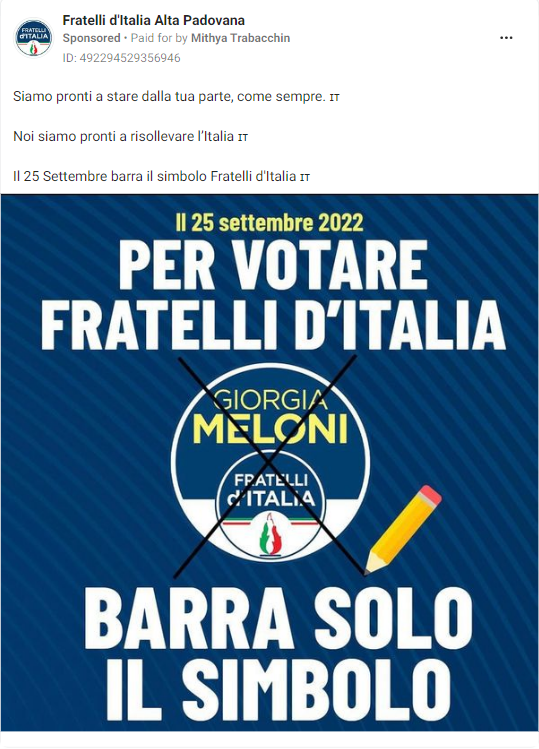 Fratelli d'Italia Alta Padovana
Sponsored • Paid for by Mithya Trabacchin
ID: 492294529356946
Siamo pronti a stare dalla tua parte, come sempre. IT
Noi siamo pronti a risollevare l’Italia IT
Il 25 Settembre barra il simbolo Fratelli d'Italia IT
Il 25 settembre 2022
PER VOTARE
FRATELLI D’ITALIA
GIORGIA
MELONI
FRATELLI
d'ITALIA
BARRA SOLO
IL SIMBOLO